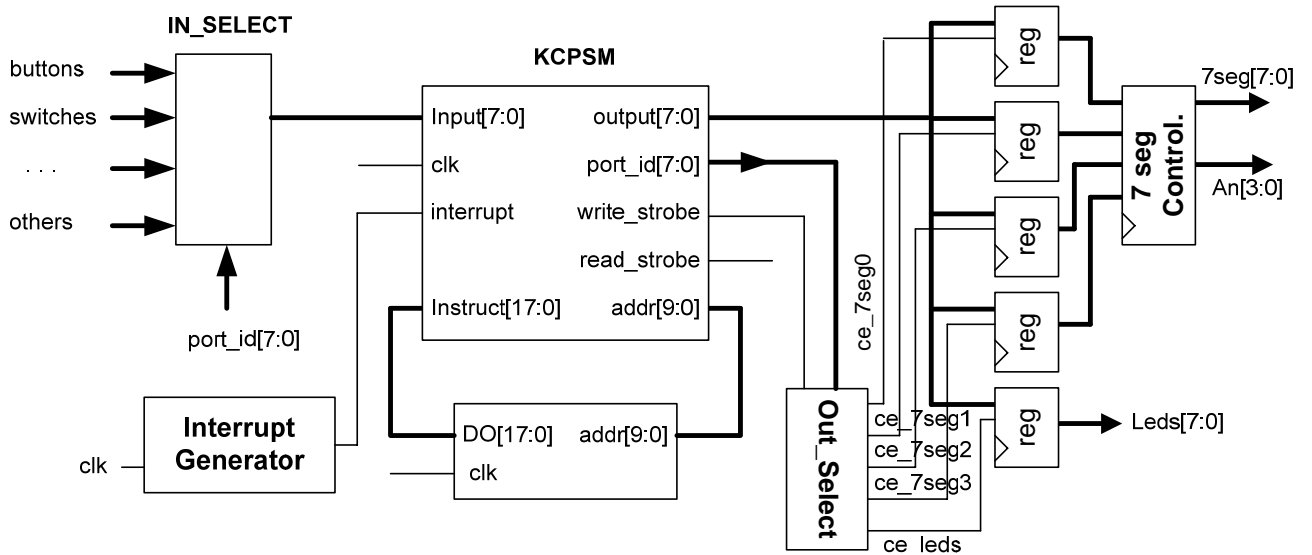 IN_SELECT
buttons
switches
. . .
others
port_id[7:0]
KCPSM
Input[7:0]
output[7:0]
clk
port_id[7:0]
interrupt
write_strobe
read_strobe
Instruct[17:0]
addr[9:0]
Interrupt
Generator
clk
DO[17:0]
addr[9:0]
clk
Out_Select
ce_7seg0
ce_7seg1
ce_7seg2
ce_7seg3
ce_leds
reg
reg
reg
reg
reg
7 seg
Control.
7seg[7:0]
An[3:0]
Leds[7:0]